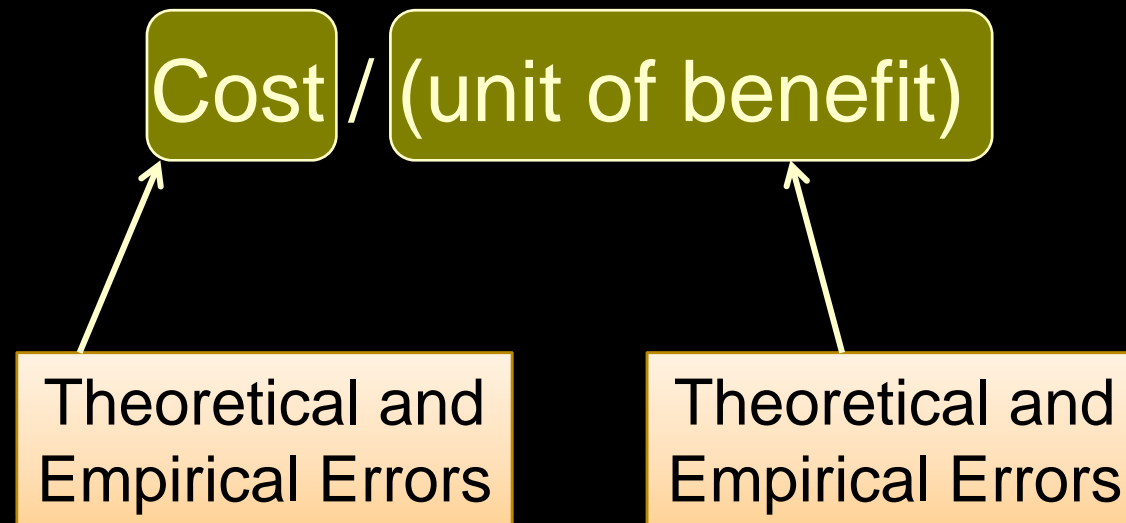 Cost / (unit of benefit)
Theoretical and
Empirical Errors
Theoretical and
Empirical Errors